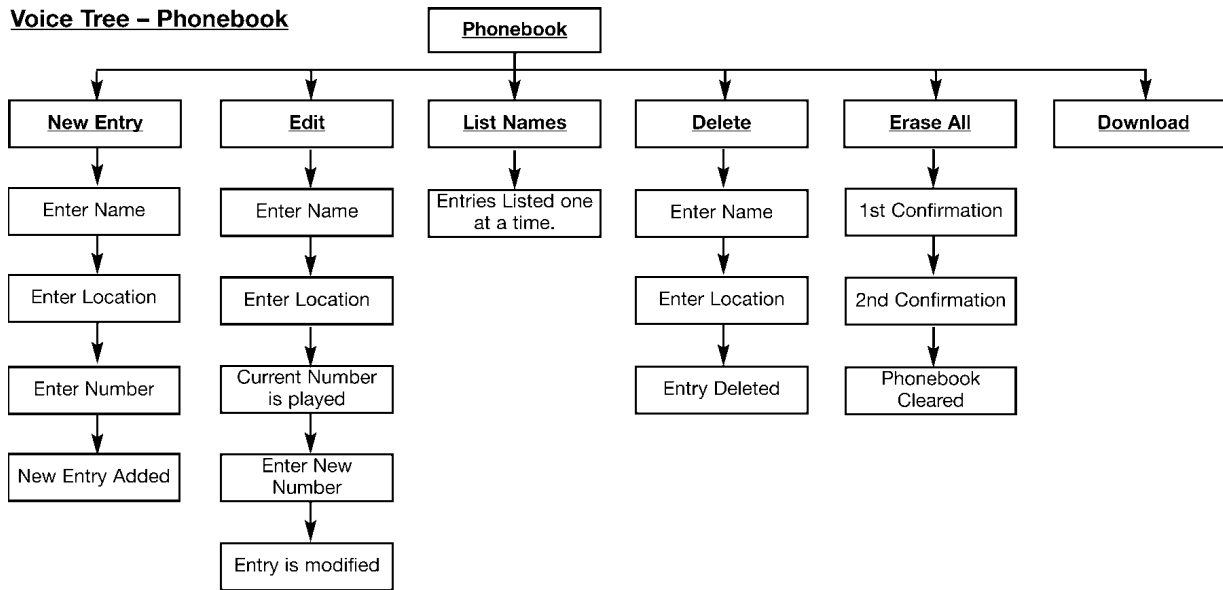 Voice Tree – Phonebook
Phonebook
New Entry
Edit
List Names
Delete
Erase All
Download
Enter Name
Enter Name
Entries Listed one
at a time.
Enter Name
1st Confirmation
Enter Location
Enter Location
Enter Location
2nd Confirmation
Enter Number
Current Number
is played
Entry Deleted
Phonebook
Cleared
New Entry Added
Enter New
Number
Entry is modified